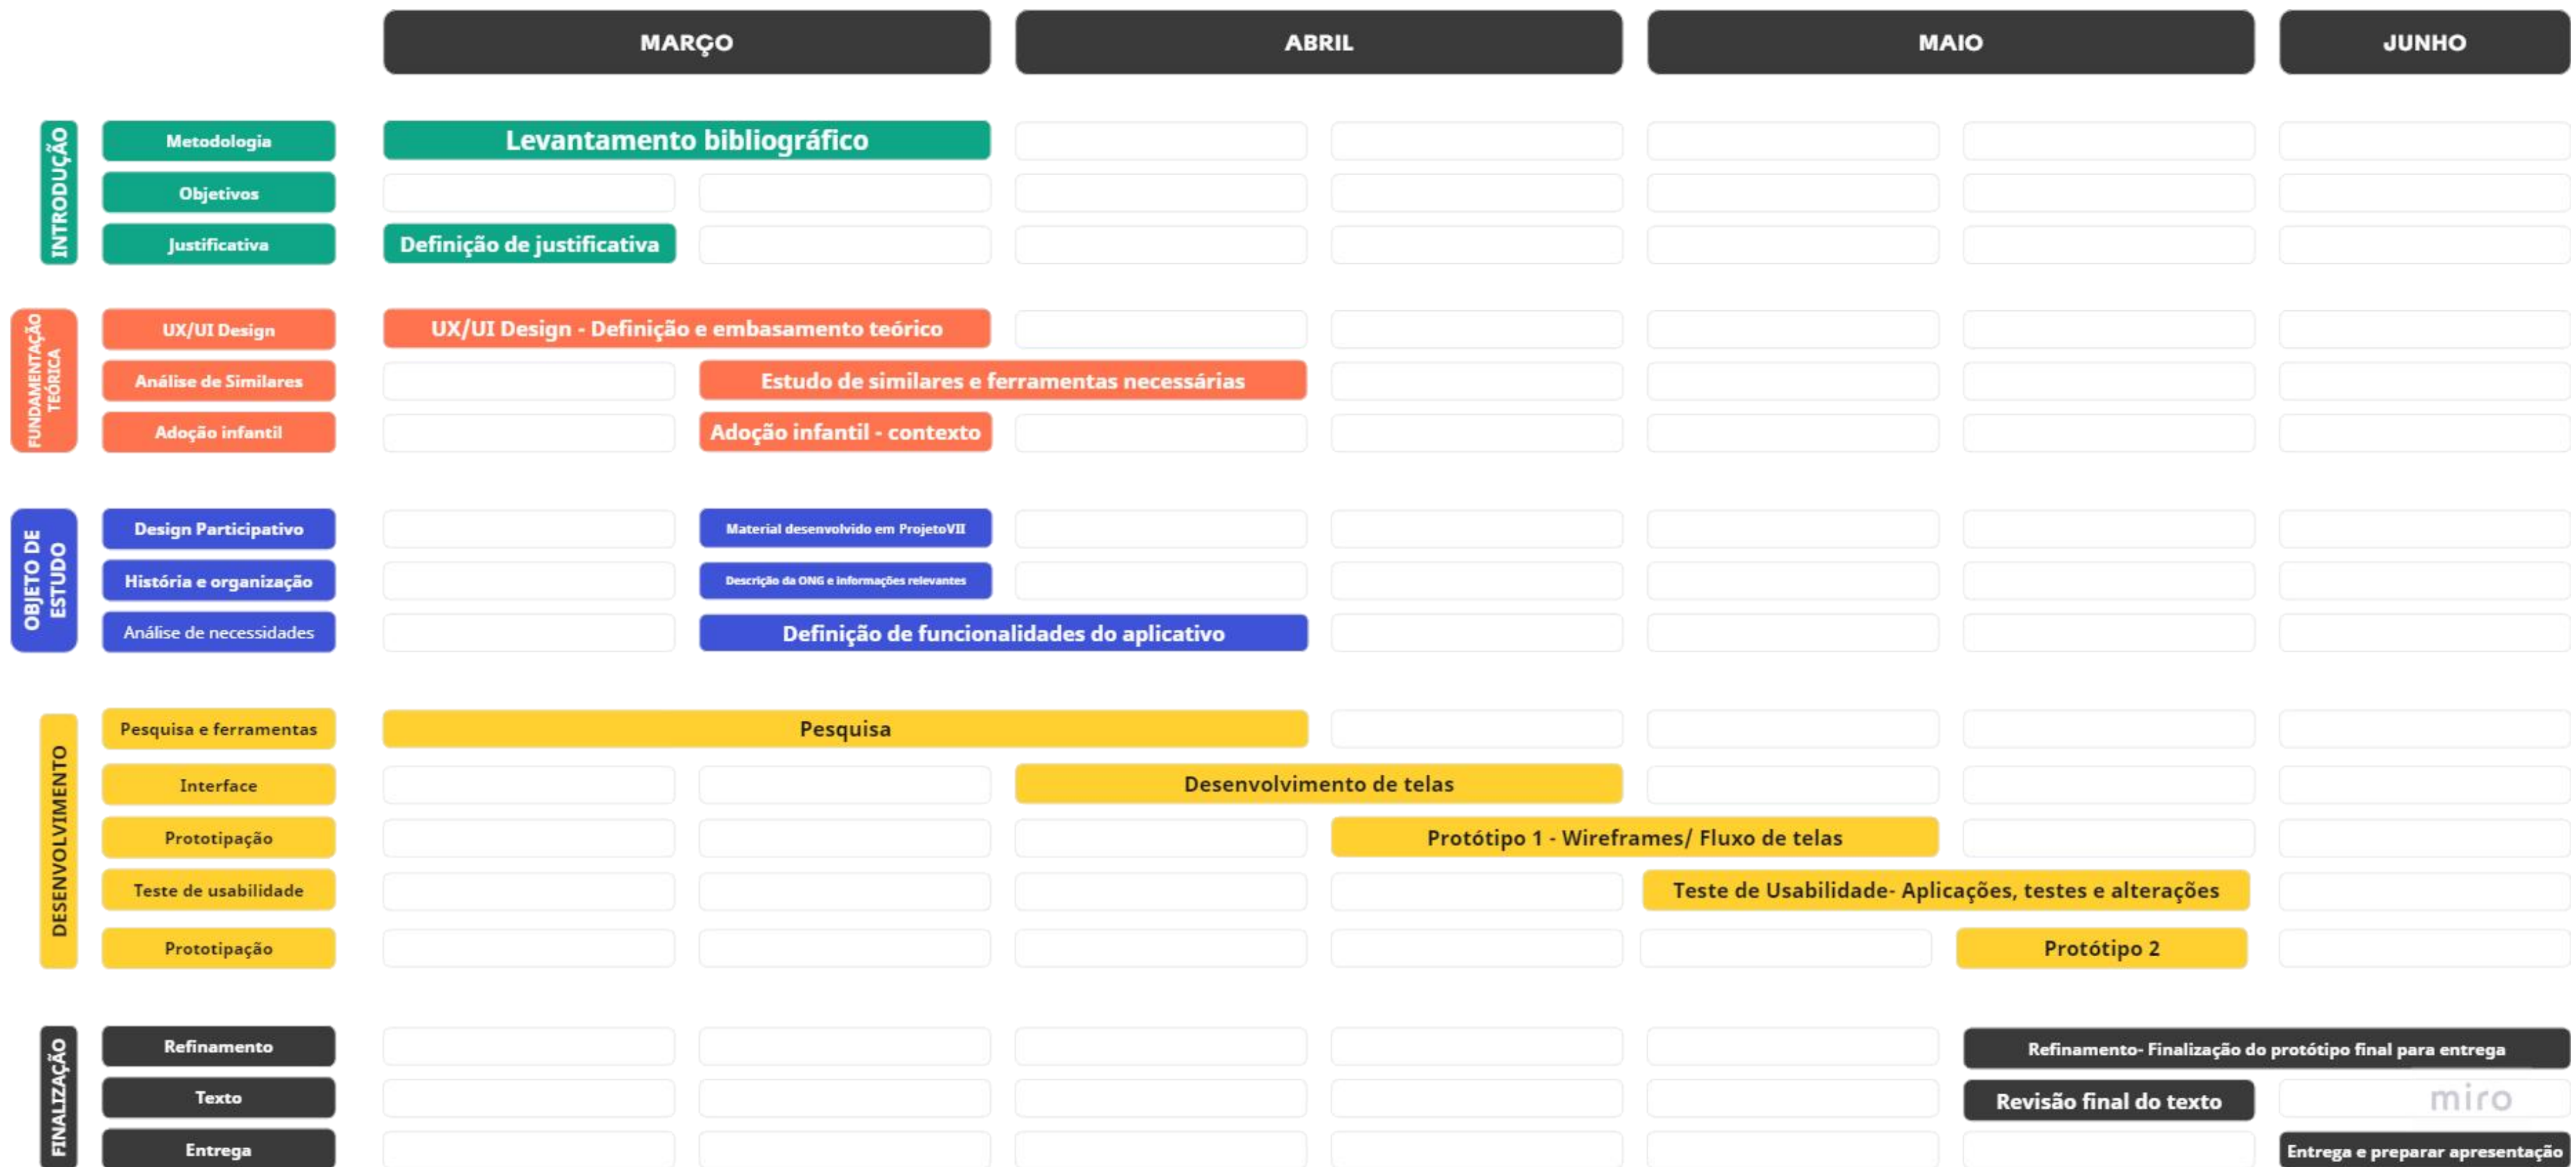 MARÇO
ABRIL
MAIO
JUNHO
INTRODUÇÃO
Metodologia
Levantamento bibliográfico
Objetivos
Justificativa
Definição de justificativa
FUNDAMENTAÇÃO
TEÓRICA
UX/UI Design
UX/UI Design - Definição e embasamento teórico
Análise de Similares
Estudo de similares e ferramentas necessárias
Adoção infantil
Adoção infantil - contexto
OBJETO DE
ESTUDO
Design Participativo
Material desenvolvido em ProjetoVII
História e organização
Descrição da ONG e informações relevantes
Análise de necessidades
Definição de funcionalidades do aplicativo
DESENVOLVIMENTO
Pesquisa e ferramentas
Pesquisa
Interface
Desenvolvimento de telas
Prototipação
Protótipo 1 - Wireframes/ Fluxo de telas
Teste de usabilidade
Teste de Usabilidade- Aplicações, testes e alterações
Prototipação
Protótipo 2
FINALIZAÇÃO
Refinamento
Refinamento- Finalização do protótipo final para entrega
Texto
Revisão final do texto
miro
Entrega
Entrega e preparar apresentação